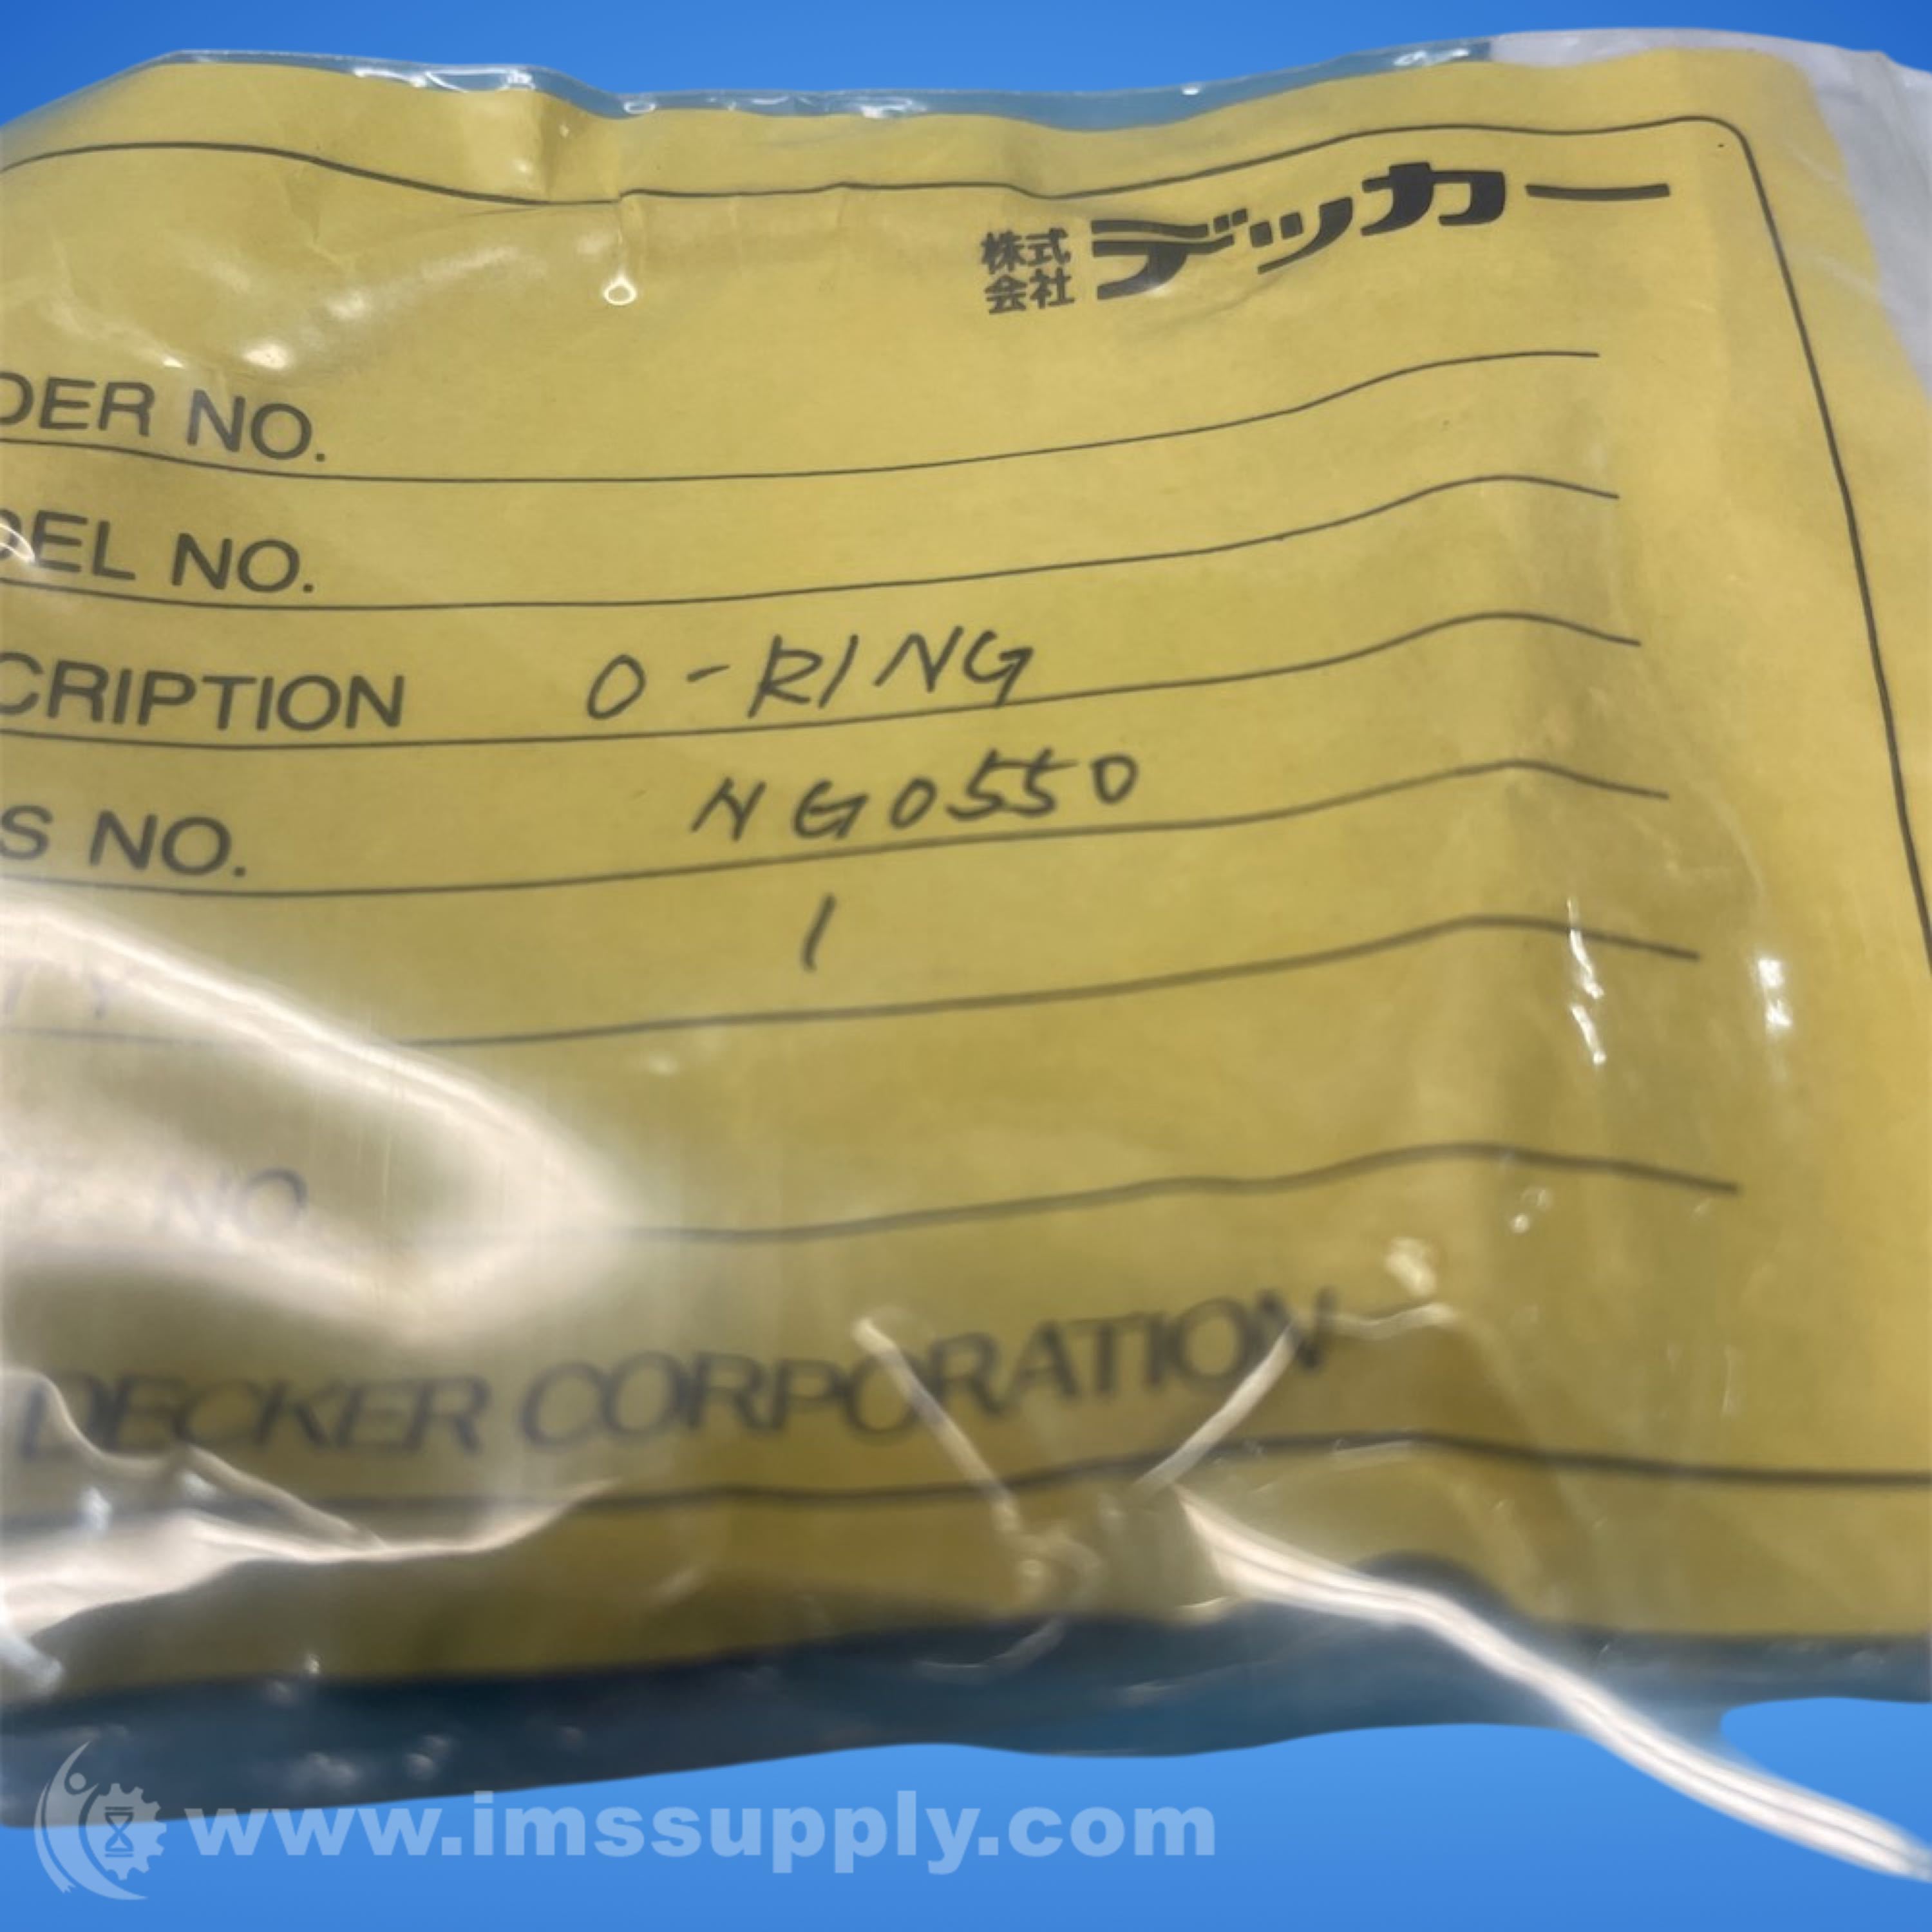 株式
会社 デッカー
DER NO.
DEL NO.
CRIPTION O-RING
S NO. NG0550
T Y 1
NO.
DECKER CORPORATION
www.imssupply.com